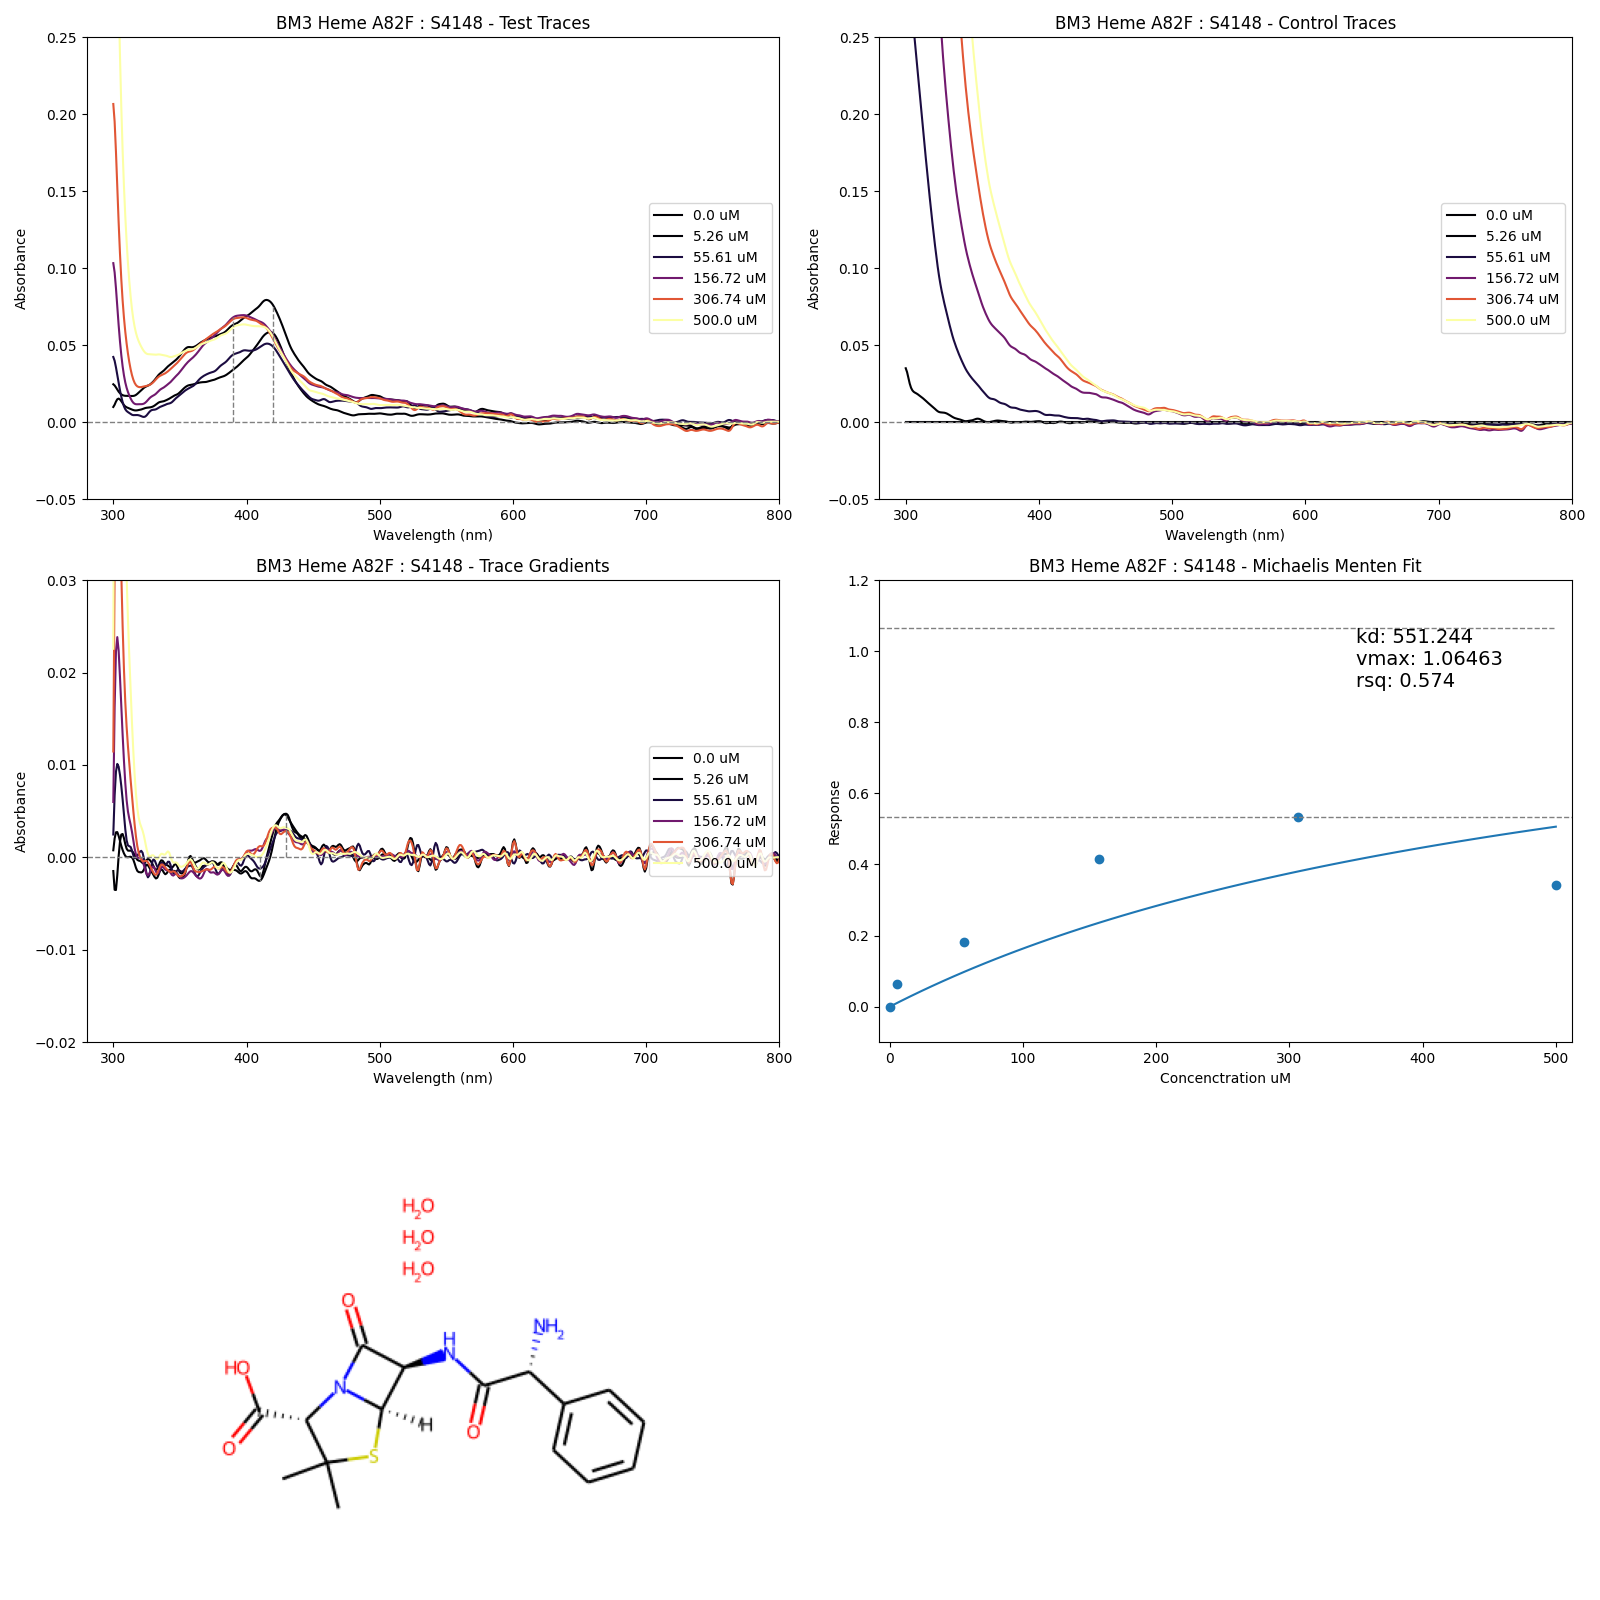 BM3 Heme A82F : S4148 - Test Traces
0.25
0.20
0.15
0.10
0.05
0.00
−0.05
Absorbance
300 400 500 600 700 800
Wavelength (nm)
0.0 uM
5.26 uM
55.61 uM
156.72 uM
306.74 uM
500.0 uM
BM3 Heme A82F : S4148 - Control Traces
0.25
0.20
0.15
0.10
0.05
0.00
−0.05
Absorbance
300 400 500 600 700 800
Wavelength (nm)
0.0 uM
5.26 uM
55.61 uM
156.72 uM
306.74 uM
500.0 uM
BM3 Heme A82F : S4148 - Trace Gradients
0.03
0.02
0.01
0.00
−0.01
−0.02
Absorbance
300 400 500 600 700 800
Wavelength (nm)
0.0 uM
5.26 uM
55.61 uM
156.72 uM
306.74 uM
500.0 uM
BM3 Heme A82F : S4148 - Michaelis Menten Fit
1.2
1.0
0.8
0.6
0.4
0.2
0.0
Response
0 100 200 300 400 500
Concenctration uM
kd: 551.244
vmax: 1.06463
rsq: 0.574
H2O
H2O
H2O
O
H
N
NH2
HO
N
O
H
O
S